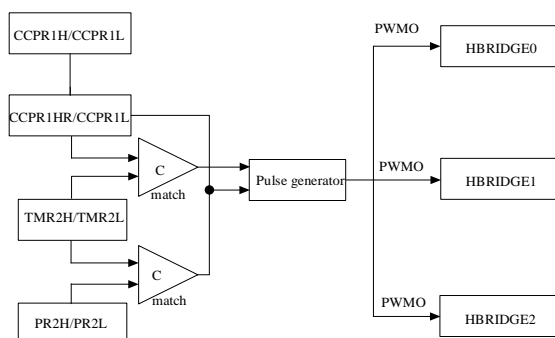 CCPR1H/CCPR1L
PWMO
HBRIDGE0
CCPR1HR/CCPR1L
C
match
Pulse generator
PWMO
HBRIDGE1
TMR2H/TMR2L
C
match
PWMO
PR2H/PR2L
HBRIDGE2